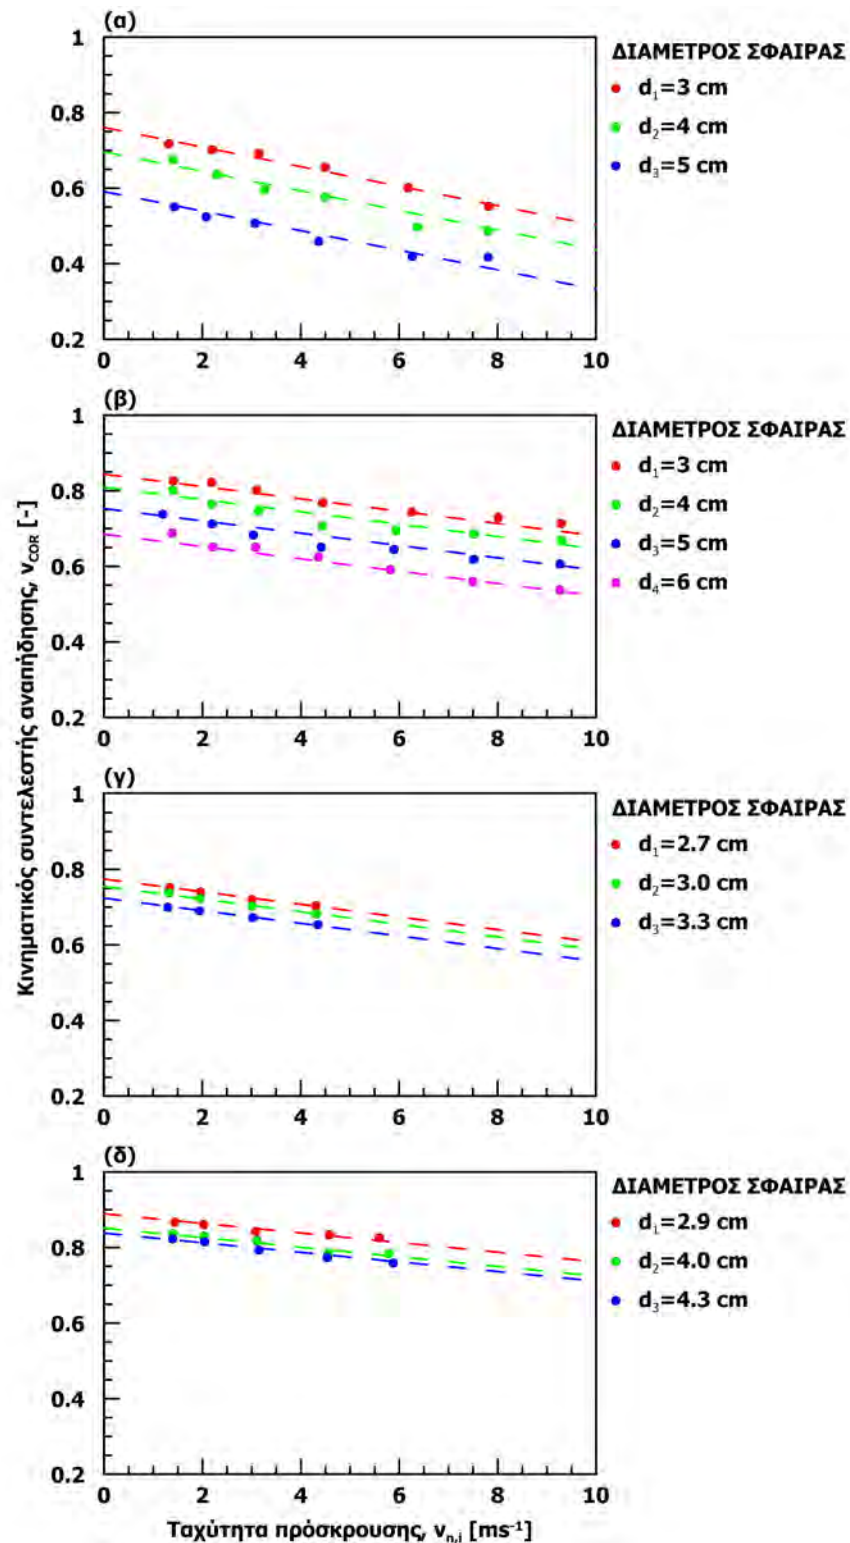 (α)
1
0.8
0.6
0.4
0.2
0 2 4 6 8 10
ΔΙΑΜΕΤΡΟΣ ΣΦΑΙΡΑΣ
d₁=3 cm
d₂=4 cm
d₃=5 cm
(β)
1
0.8
0.6
0.4
0.2
0 2 4 6 8 10
ΔΙΑΜΕΤΡΟΣ ΣΦΑΙΡΑΣ
d₁=3 cm
d₂=4 cm
d₃=5 cm
d₄=6 cm
Κινηματικός συντελεστής αναπήδησης, v_COR [-]
(γ)
1
0.8
0.6
0.4
0.2
0 2 4 6 8 10
ΔΙΑΜΕΤΡΟΣ ΣΦΑΙΡΑΣ
d₁=2.7 cm
d₂=3.0 cm
d₃=3.3 cm
(δ)
1
0.8
0.6
0.4
0.2
0 2 4 6 8 10
ΔΙΑΜΕΤΡΟΣ ΣΦΑΙΡΑΣ
d₁=2.9 cm
d₂=4.0 cm
d₃=4.3 cm
Ταχύτητα πρόσκρουσης, v_n,i [ms⁻¹]